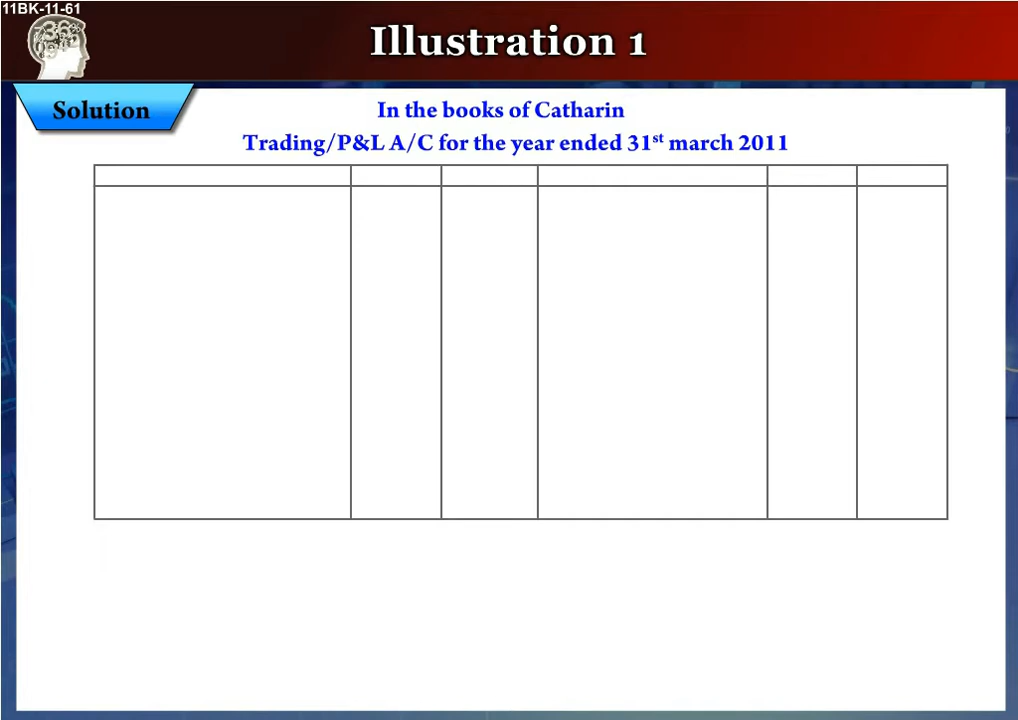 11BK-11-61
Illustration 1
Solution
In the books of Catharin
Trading/P&L A/C for the year ended 31st march 2011